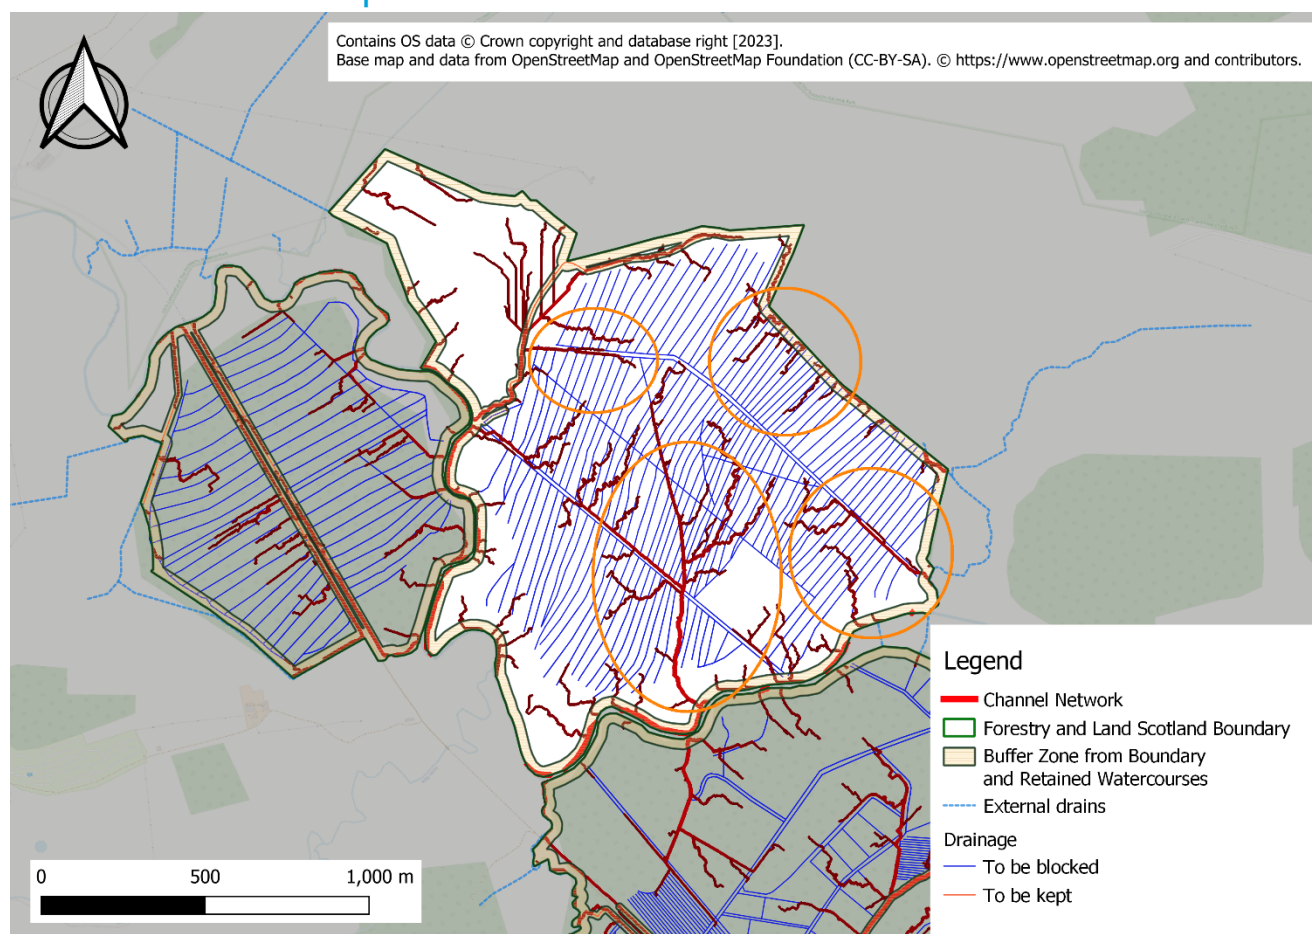 Contains OS data © Crown copyright and database right [2023].
Base map and data from OpenStreetMap and OpenStreetMap Foundation (CC-BY-SA). © https://www.openstreetmap.org and contributors.
Legend
Channel Network
Forestry and Land Scotland Boundary
Buffer Zone from Boundary
and Retained Watercourses
External drains
Drainage
To be blocked
To be kept
0 500 1,000 m